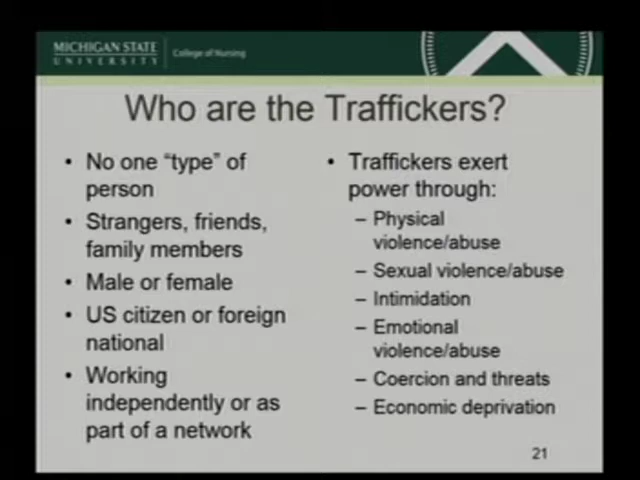 MICHIGAN STATE
UNIVERSITY
College of Nursing
Who are the Traffickers?
• No one “type” of
person
• Strangers, friends,
family members
• Male or female
• US citizen or foreign
national
• Working
independently or as
part of a network
• Traffickers exert
power through:
– Physical
violence/abuse
– Sexual violence/abuse
– Intimidation
– Emotional
violence/abuse
– Coercion and threats
– Economic deprivation
21